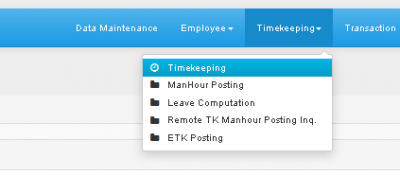 Data Maintenance Employee Timekeeping Transaction
Timekeeping
ManHour Posting
Leave Computation
Remote TK Manhour Posting Inq.
ETK Posting